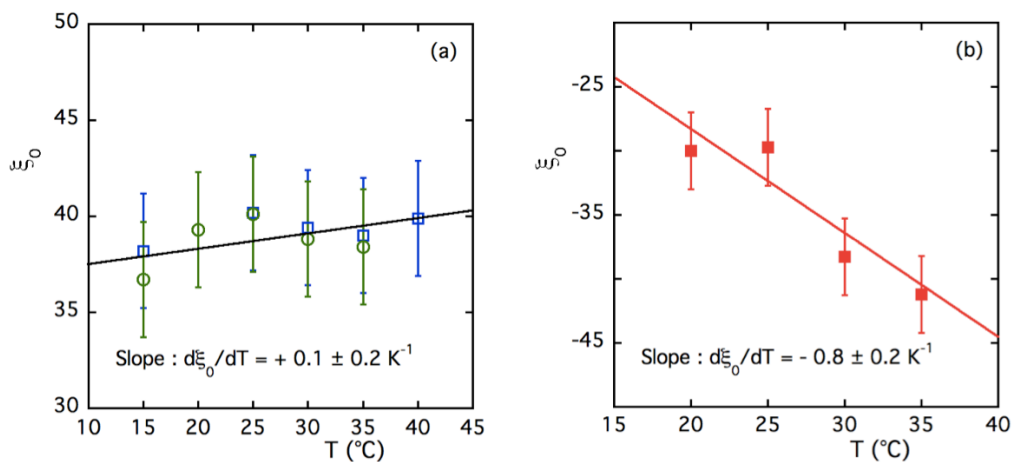 50
45
40
35
30
ξ₀
(a)
Slope : dξ₀/dT = + 0.1 ± 0.2 K⁻¹
10 15 20 25 30 35 40 45
T (°C)
-25
-35
-45
ξ₀
(b)
Slope : dξ₀/dT = - 0.8 ± 0.2 K⁻¹
15 20 25 30 35 40
T (°C)